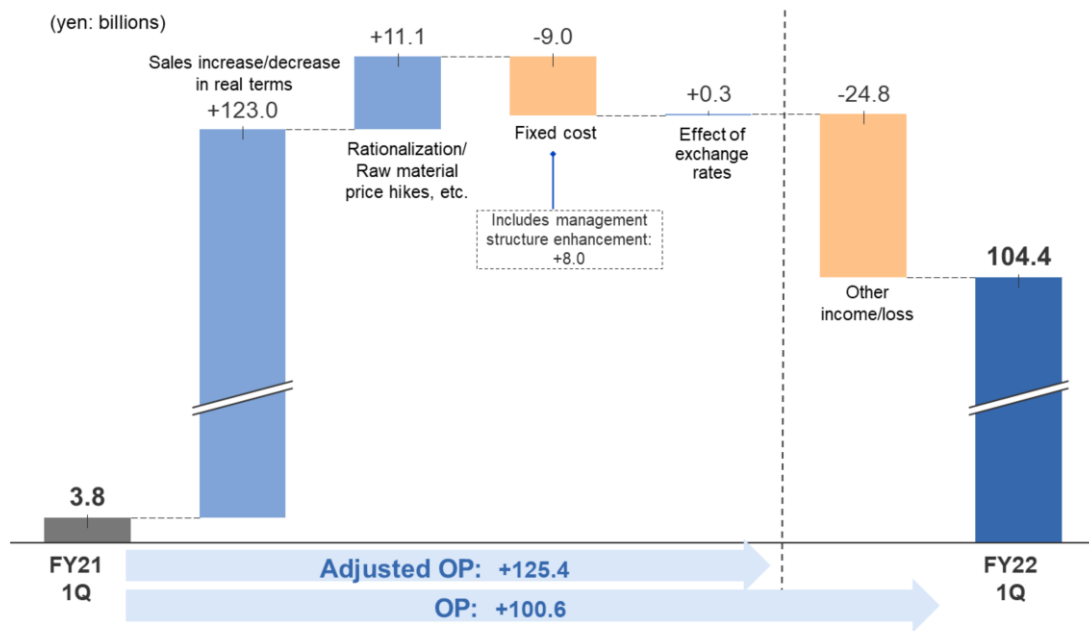 (yen: billions)
Sales increase/decrease
in real terms
+123.0
+11.1
Rationalization/
Raw material
price hikes, etc.
-9.0
Fixed cost
Includes management
structure enhancement:
+8.0
+0.3
Effect of
exchange
rates
-24.8
Other
income/loss
104.4
3.8
FY21
1Q
FY22
1Q
Adjusted OP: +125.4
OP: +100.6